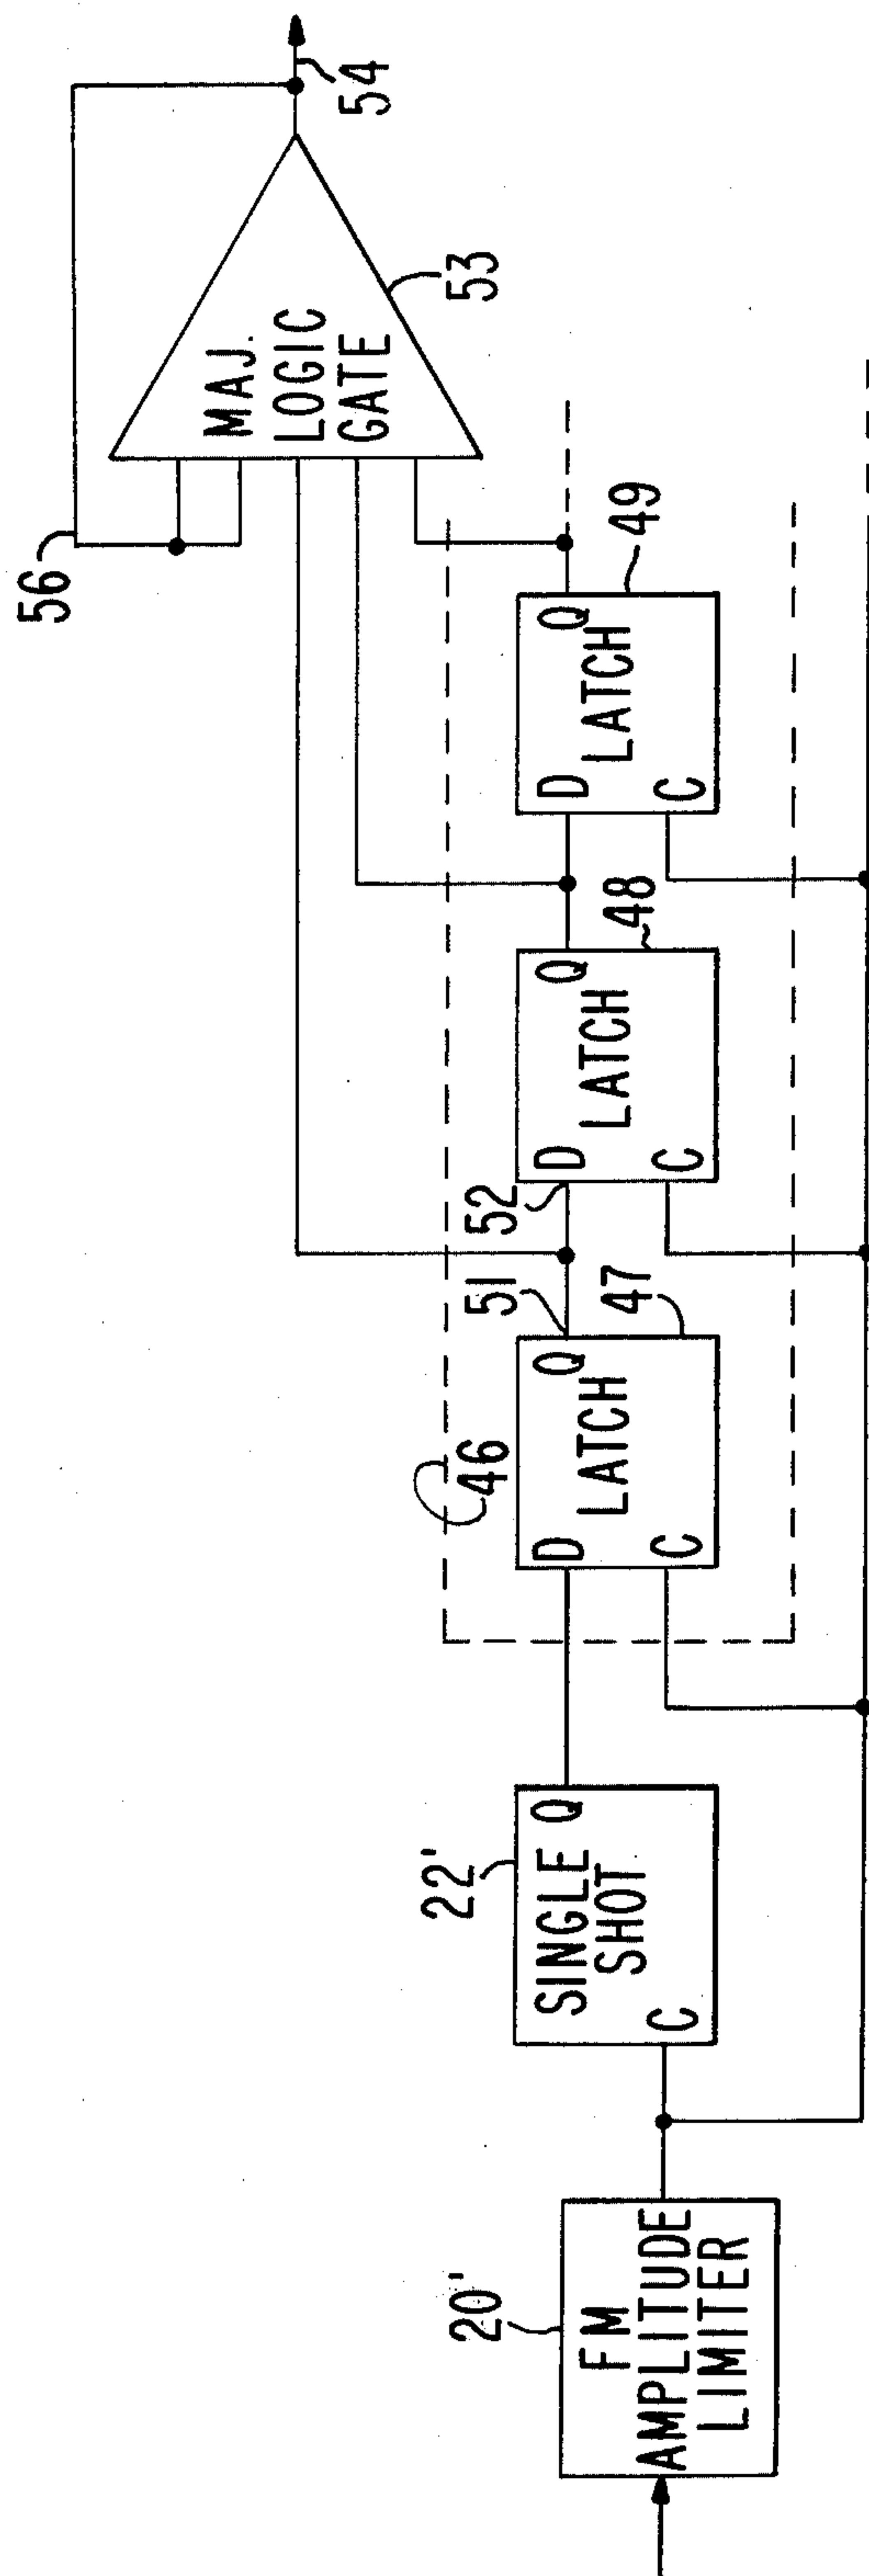 20'
FM
AMPLITUDE
LIMITER
22'
SINGLE
SHOT
Q
C
46
D
Q
LATCH
C
47
51
52
D
Q
LATCH
C
48
D
Q
LATCH
C
49
56
MAJ.
LOGIC
GATE
53
54